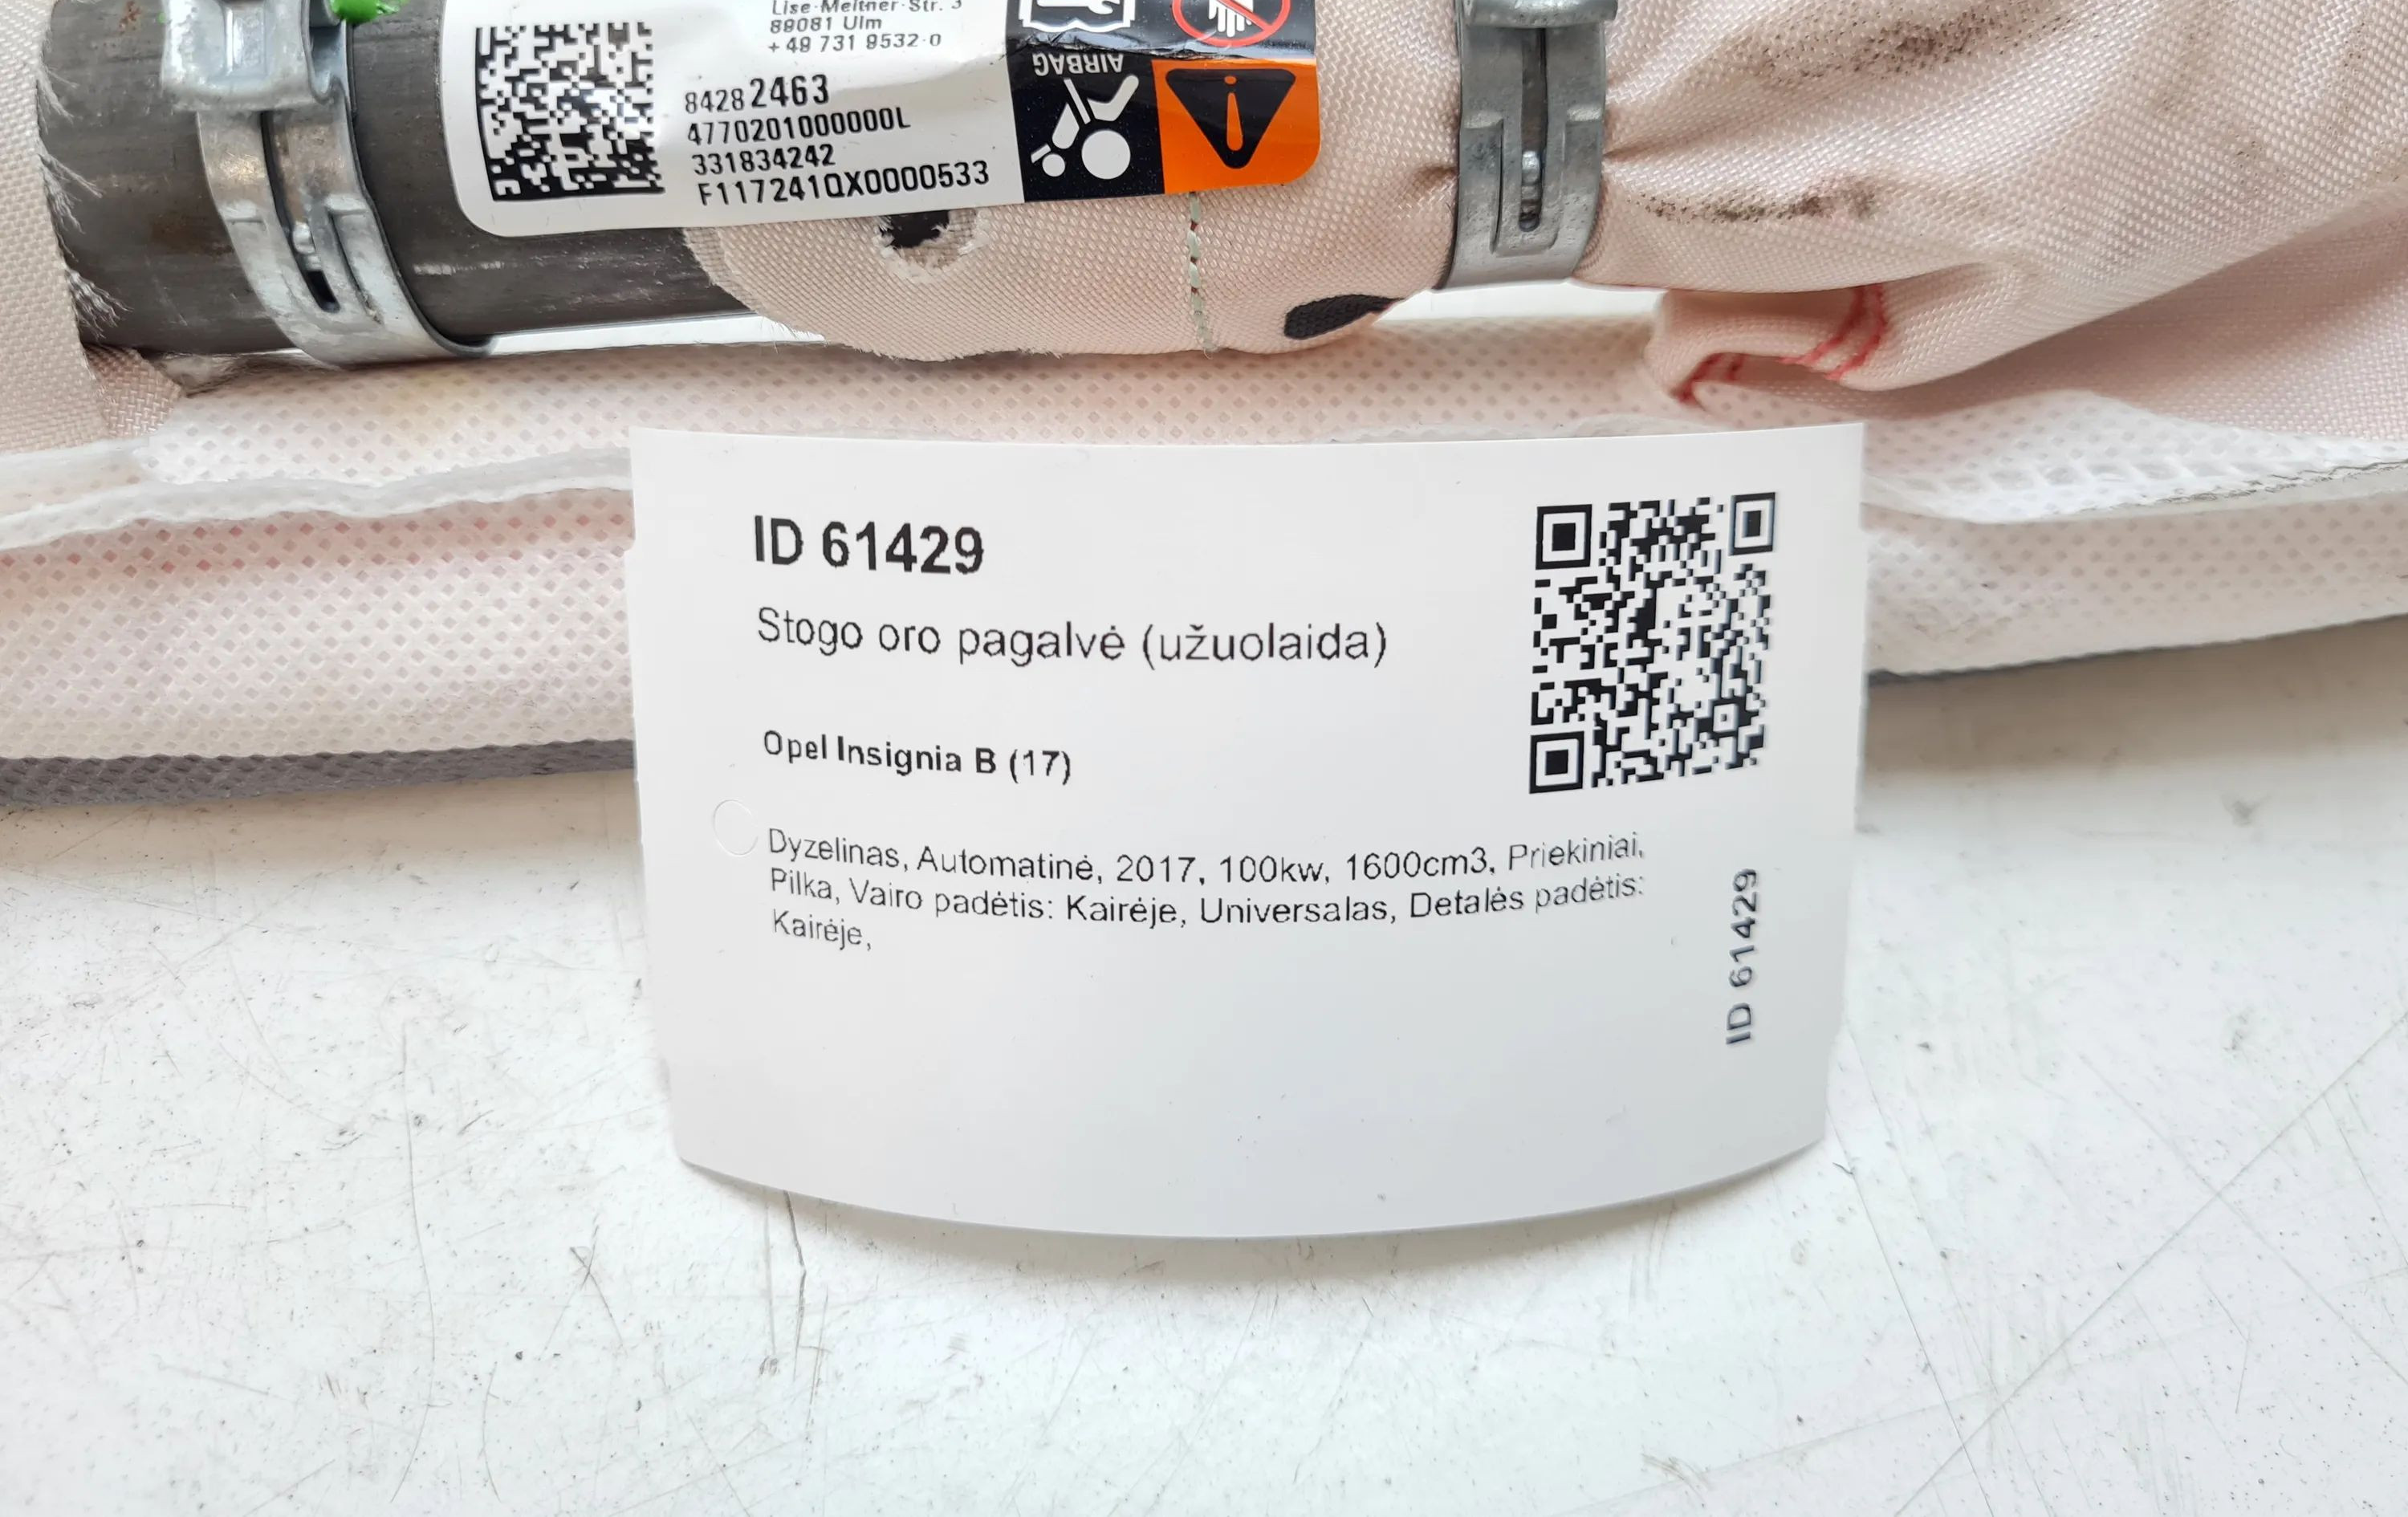 Lise-Meitner-Str. 3
89081 Ulm
+49 731 9532-0
84282463
4770201000000L
331834242
F117241QX0000533
AIRBAG
ID 61429
Stogo oro pagalvė (užuolaida)
Opel Insignia B (17)
Dyzelinas, Automatinė, 2017, 100kw, 1600cm3, Priekiniai,
Pilka, Vairo padėtis: Kairėje, Universalas, Detalės padėtis:
Kairėje,
ID 61429